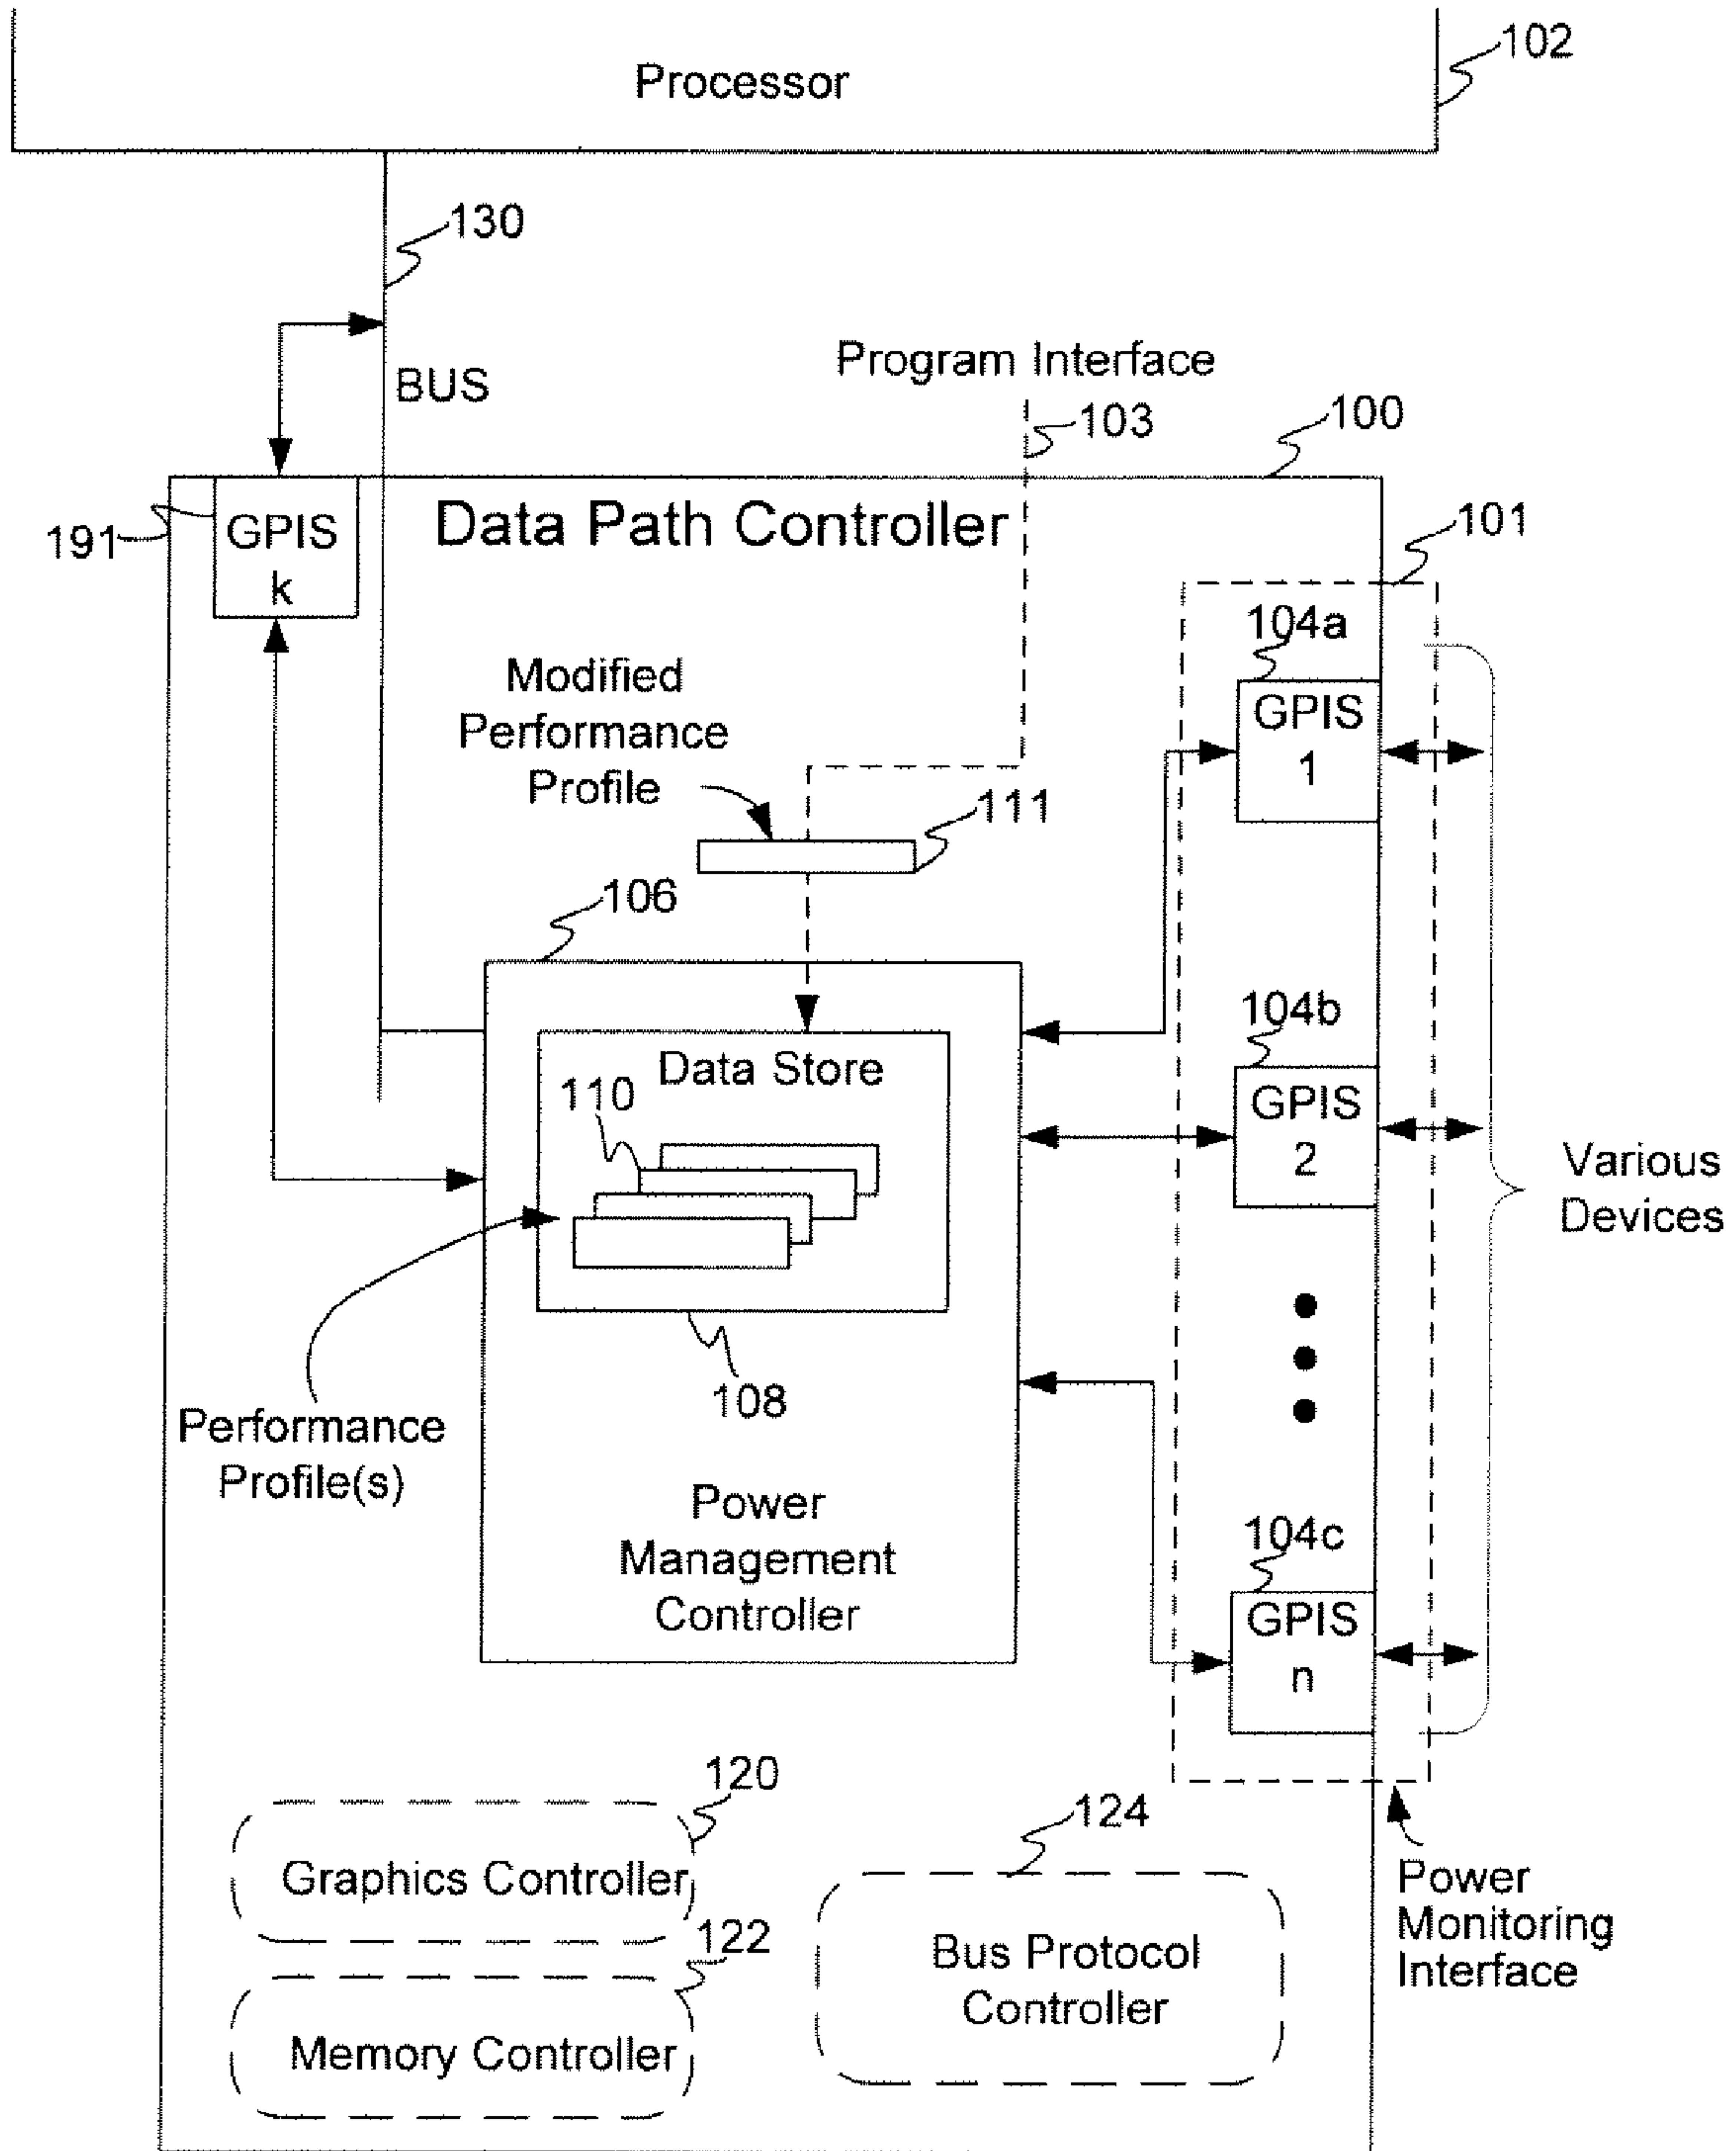 Processor
102
130
BUS
Program Interface
103
100
191
GPIS
k
Data Path Controller
101
104a
GPIS
1
Modified
Performance
Profile
111
106
104b
GPIS
2
Data Store
110
Various
Devices
108
Performance
Profile(s)
Power
Management
Controller
104c
GPIS
n
120
Graphics Controller
124
122
Bus Protocol
Controller
Power
Monitoring
Interface
Memory Controller